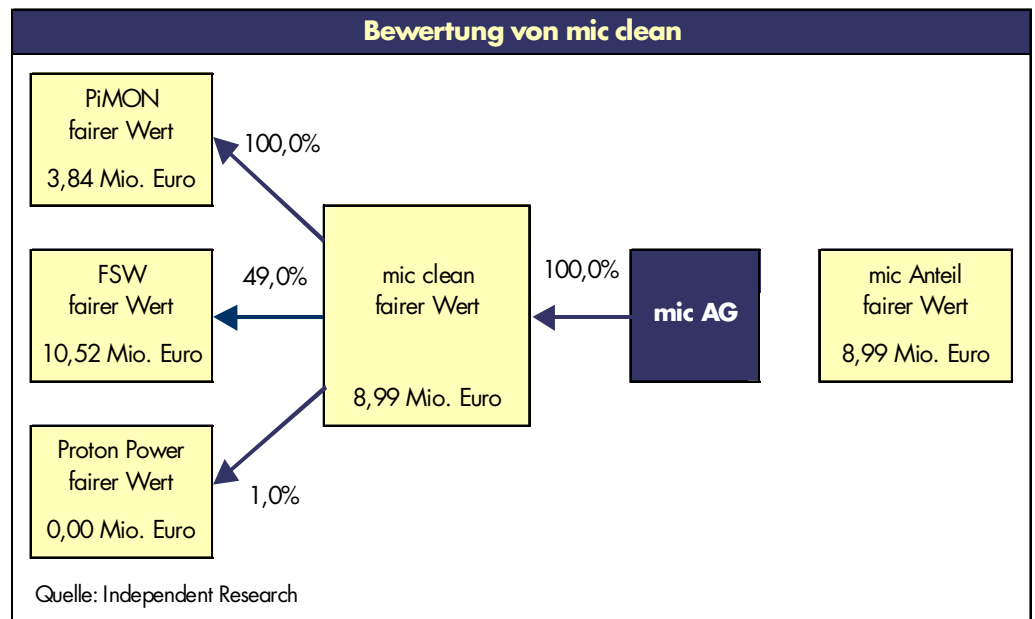 Bewertung von mic clean
PiMON
fairer Wert
3,84 Mio. Euro
100,0%
FSW
fairer Wert
10,52 Mio. Euro
49,0%
Proton Power
fairer Wert
0,00 Mio. Euro
1,0%
mic clean
fairer Wert
8,99 Mio. Euro
100,0%
mic AG
mic Anteil
fairer Wert
8,99 Mio. Euro
Quelle: Independent Research